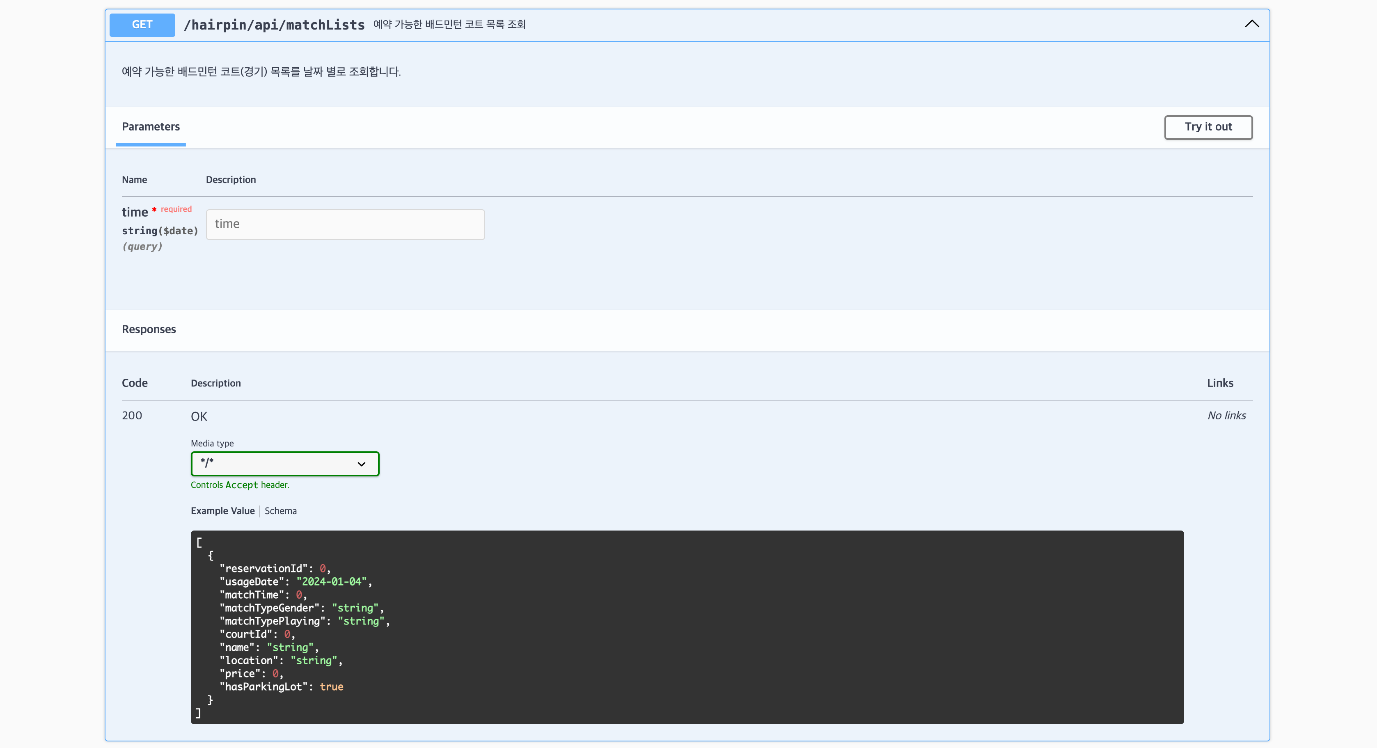 GET /hairpin/api/matchLists 예약 가능한 배드민턴 코트 목록 조회
예약 가능한 배드민턴 코트(경기) 목록를 날짜 별로 조회합니다.
Parameters
Try it out
Name Description
time * required
string($date)
(query)
time
Responses
Code Description Links
200 OK No links
Media type
*/*
Controls Accept header.
Example Value Schema
[
{
"reservationId": 0,
"usageDate": "2024-01-04",
"matchTime": 0,
"matchTypeGender": "string",
"matchTypePlaying": "string",
"courtId": 0,
"name": "string",
"location": "string",
"price": 0,
"hasParkingLot": true
}
]